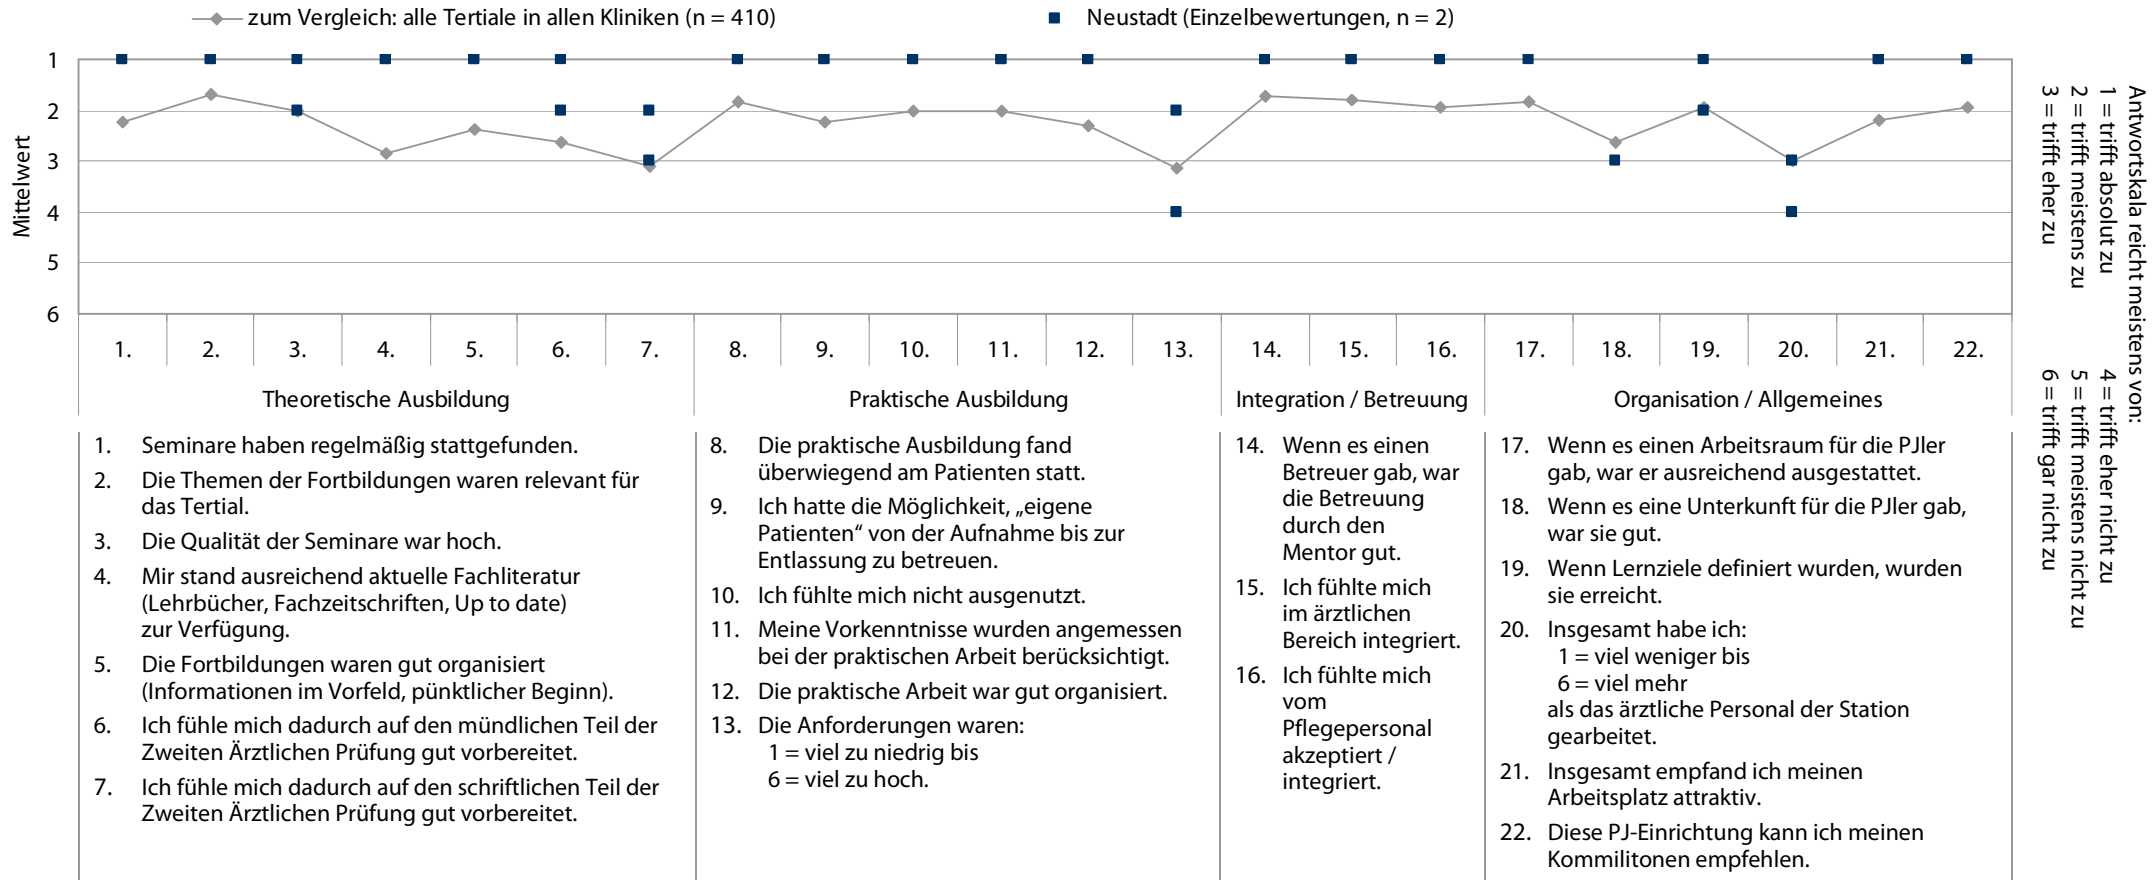 zum Vergleich: alle Tertiale in allen Kliniken (n = 410)
Neustadt (Einzelbewertungen, n = 2)
Mittelwert
1
2
3
4
5
6
1. 2. 3. 4. 5. 6. 7. 8. 9. 10. 11. 12. 13. 14. 15. 16. 17. 18. 19. 20. 21. 22.
Theoretische Ausbildung
Praktische Ausbildung
Integration / Betreuung
Organisation / Allgemeines
1. Seminare haben regelmäßig stattgefunden.
2. Die Themen der Fortbildungen waren relevant für
das Tertial.
3. Die Qualität der Seminare war hoch.
4. Mir stand ausreichend aktuelle Fachliteratur
(Lehrbücher, Fachzeitschriften, Up to date)
zur Verfügung.
5. Die Fortbildungen waren gut organisiert
(Informationen im Vorfeld, pünktlicher Beginn).
6. Ich fühle mich dadurch auf den mündlichen Teil der
Zweiten Ärztlichen Prüfung gut vorbereitet.
7. Ich fühle mich dadurch auf den schriftlichen Teil der
Zweiten Ärztlichen Prüfung gut vorbereitet.
8. Die praktische Ausbildung fand
überwiegend am Patienten statt.
9. Ich hatte die Möglichkeit, „eigene
Patienten“ von der Aufnahme bis zur
Entlassung zu betreuen.
10. Ich fühlte mich nicht ausgenutzt.
11. Meine Vorkenntnisse wurden angemessen
bei der praktischen Arbeit berücksichtigt.
12. Die praktische Arbeit war gut organisiert.
13. Die Anforderungen waren:
1 = viel zu niedrig bis
6 = viel zu hoch.
14. Wenn es einen
Betreuer gab, war
die Betreuung
durch den
Mentor gut.
15. Ich fühlte mich
im ärztlichen
Bereich integriert.
16. Ich fühlte mich
vom
Pflegepersonal
akzeptiert /
integriert.
17. Wenn es einen Arbeitsraum für die PJler
gab, war er ausreichend ausgestattet.
18. Wenn es eine Unterkunft für die PJler gab,
war sie gut.
19. Wenn Lernziele definiert wurden, wurden
sie erreicht.
20. Insgesamt habe ich:
1 = viel weniger bis
6 = viel mehr
als das ärztliche Personal der Station
gearbeitet.
21. Insgesamt empfand ich meinen
Arbeitsplatz attraktiv.
22. Diese PJ-Einrichtung kann ich meinen
Kommilitonen empfehlen.
Antwortskala reicht meistens von:
1 = trifft absolut zu
2 = trifft meistens zu
3 = trifft eher zu
4 = trifft eher nicht zu
5 = trifft meistens nicht zu
6 = trifft gar nicht zu